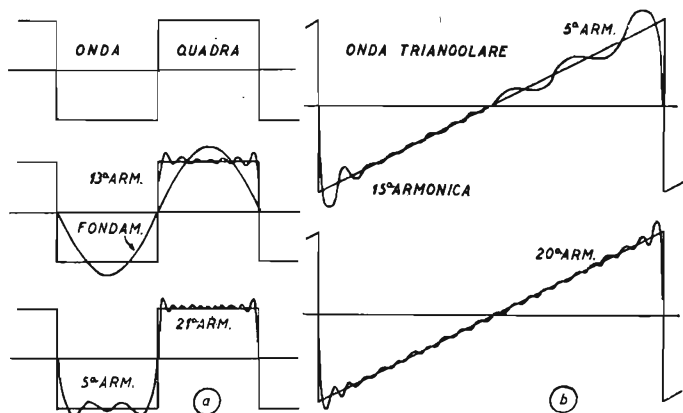 ONDA QUADRA
13ª ARM.
FONDAM.
21ª ARM.
5ª ARM.
a
ONDA TRIANGOLARE
5ª ARM.
15ª ARMONICA
20ª ARM.
b